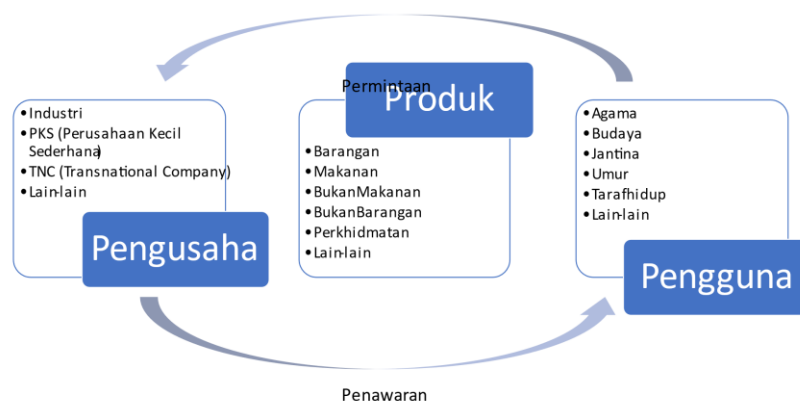 Permintaan
• Industri
• PKS (Perusahaan Kecil
Sederhana)
• TNC (Transnational Company)
• Lain-lain
Pengusaha
Produk
• Barangan
• Makanan
• BukanMakanan
• BukanBarangan
• Perkhidmatan
• Lain-lain
• Agama
• Budaya
• Jantina
• Umur
• Tarafhidup
• Lain-lain
Pengguna
Penawaran